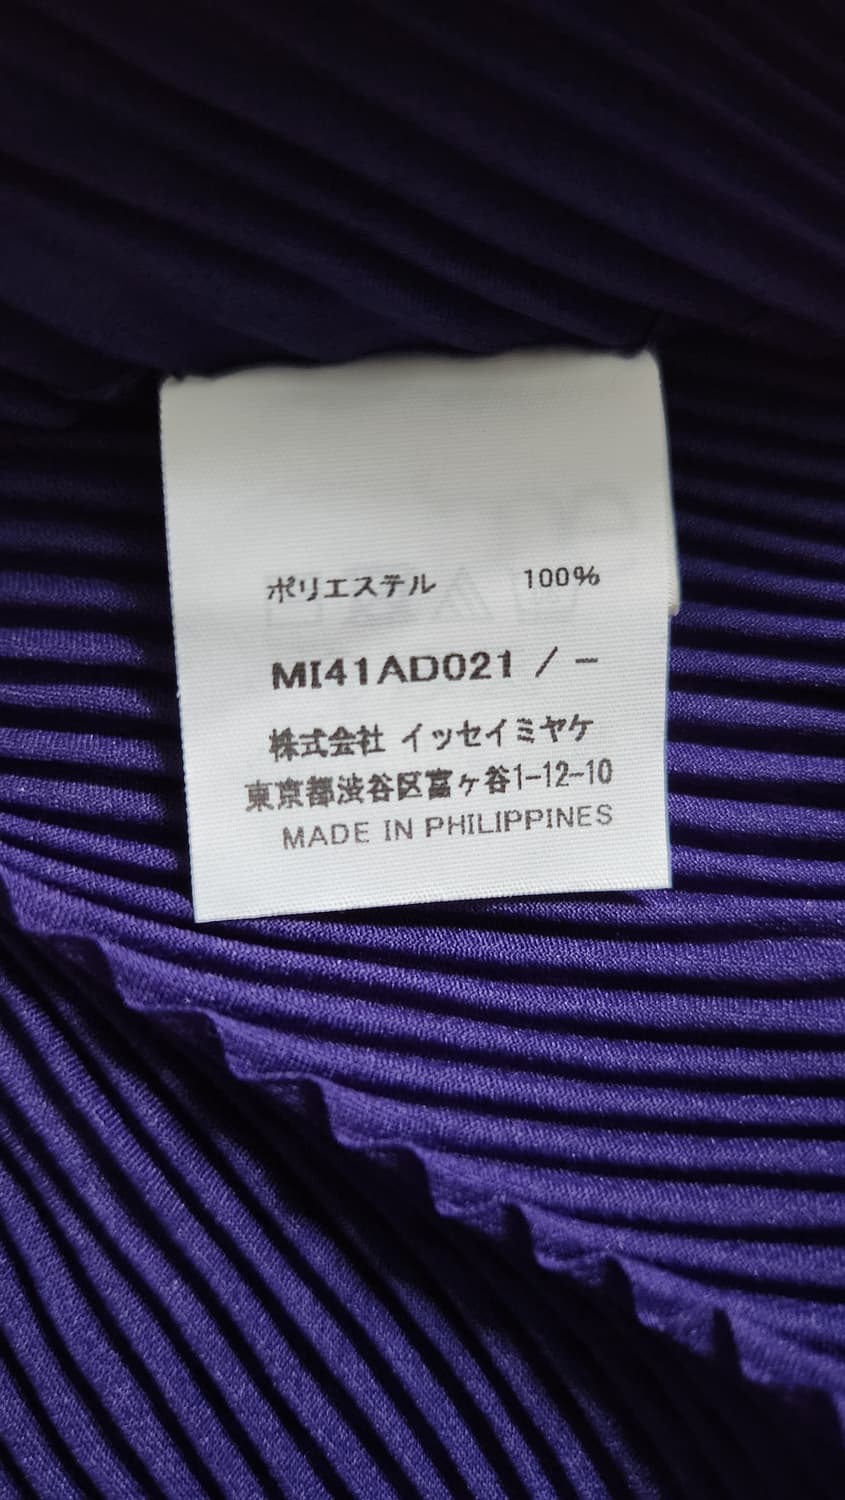 ポリエステル 100%
MI41AD021 / –
株式会社 イッセイミヤケ
東京都渋谷区富ヶ谷1-12-10
MADE IN PHILIPPINES